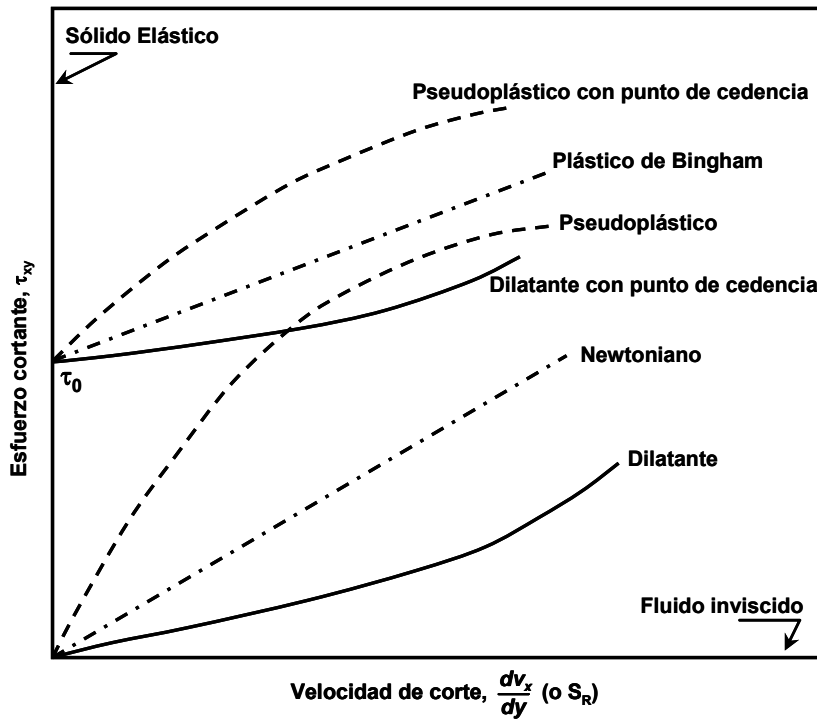 Sólido Elástico
Pseudoplástico con punto de cedencia
Plástico de Bingham
Pseudoplástico
Dilatante con punto de cedencia
τ₀
Newtoniano
Dilatante
Fluido inviscido
Esfuerzo cortante, τxy
Velocidad de corte, dvx/dy (o SR)